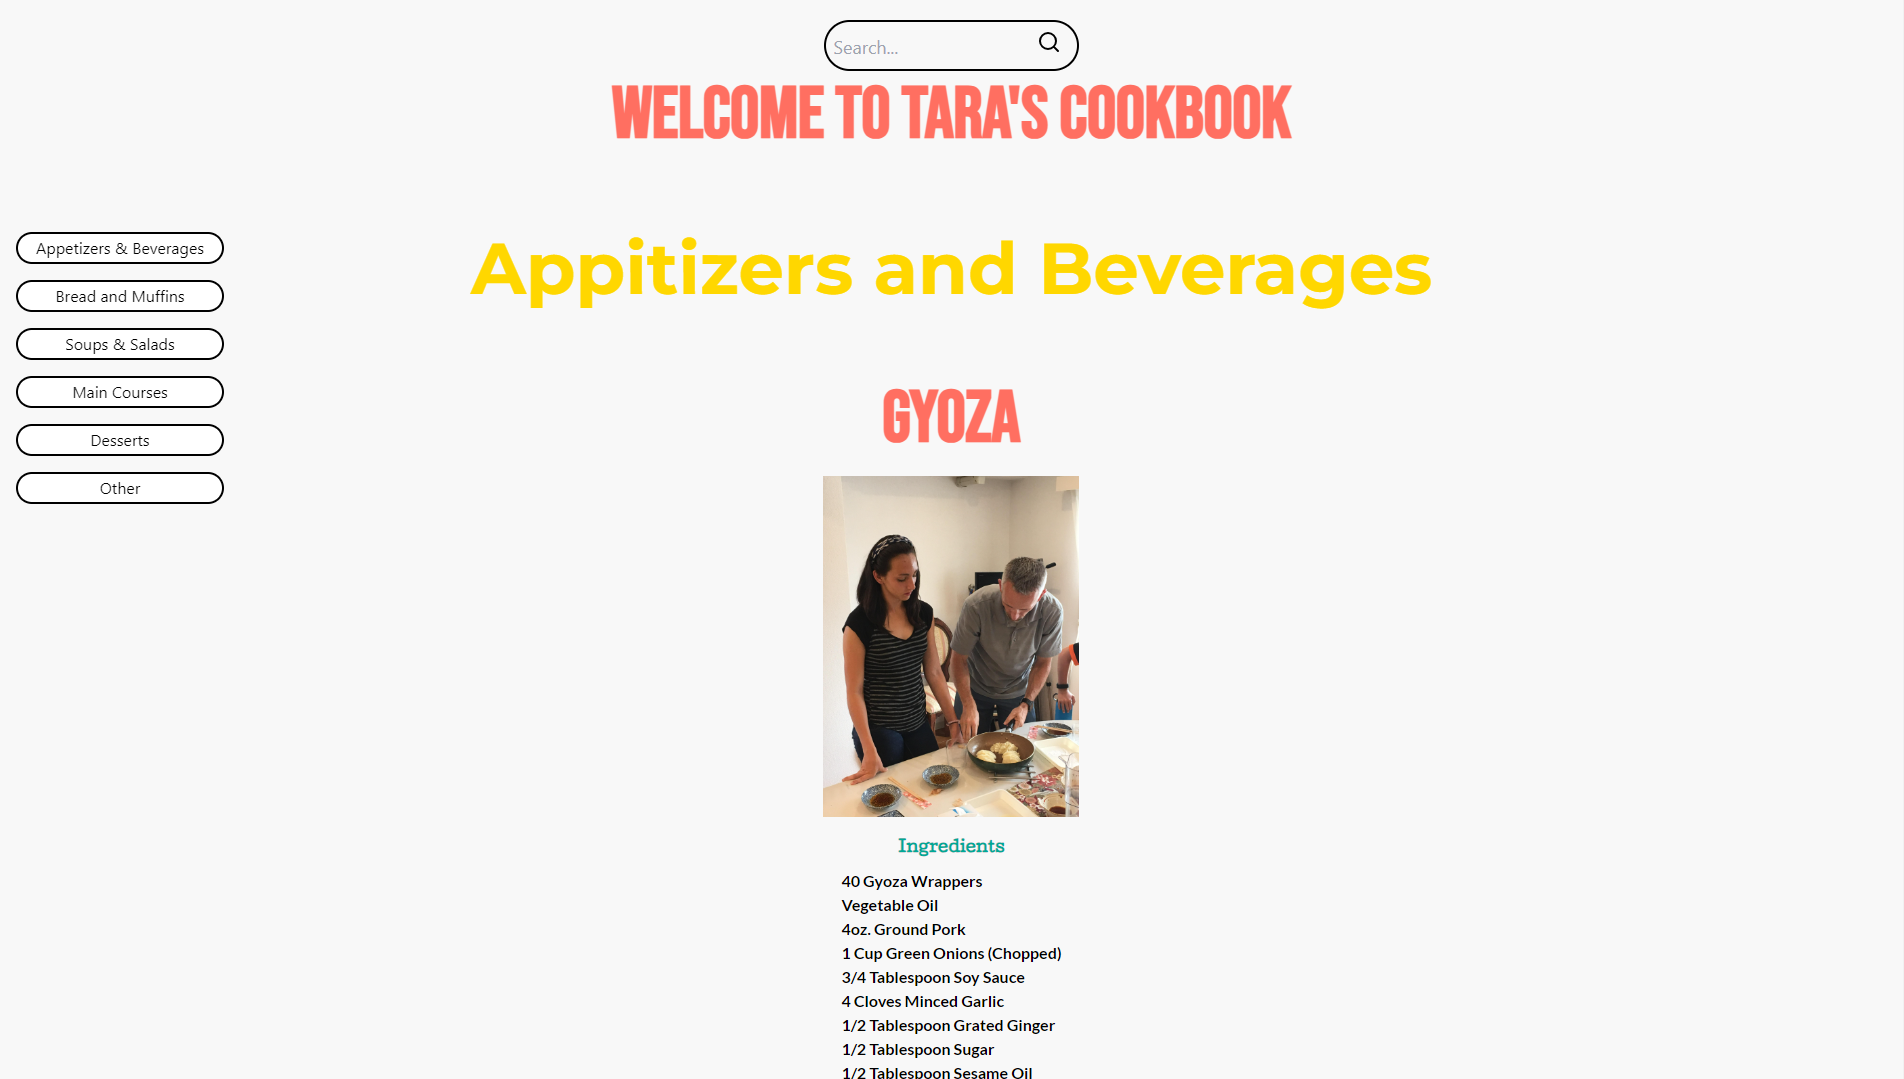 Search...
WELCOME TO TARA'S COOKBOOK
Appetizers & Beverages
Bread and Muffins
Soups & Salads
Main Courses
Desserts
Other
Appitizers and Beverages
GYOZA
Ingredients
40 Gyoza Wrappers
Vegetable Oil
4oz. Ground Pork
1 Cup Green Onions (Chopped)
3/4 Tablespoon Soy Sauce
4 Cloves Minced Garlic
1/2 Tablespoon Grated Ginger
1/2 Tablespoon Sugar
1/2 Tablespoon Sesame Oil